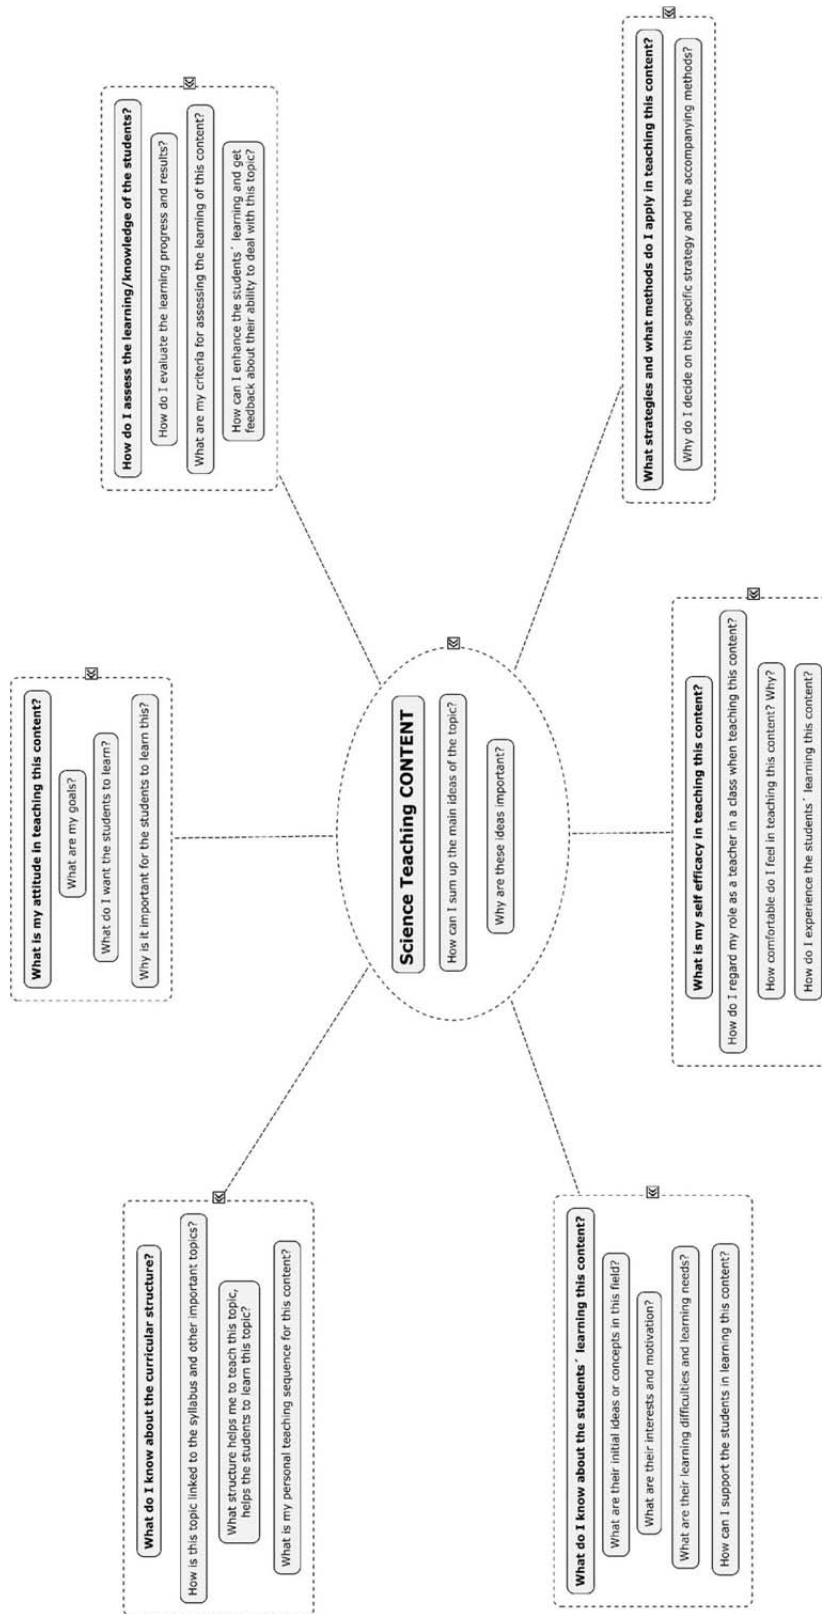 What do I know about the curricular structure?
How is this topic linked to the syllabus and other important topics?
What structure helps me to teach this topic,
helps the students to learn this topic?
What is my personal teaching sequence for this content?
What is my attitude in teaching this content?
What are my goals?
What do I want the students to learn?
Why is it important for the students to learn this?
How do I assess the learning/knowledge of the students?
How do I evaluate the learning progress and results?
What are my criteria for assessing the learning of this content?
How can I enhance the students´ learning and get
feedback about their ability to deal with this topic?
Science Teaching CONTENT
How can I sum up the main ideas of the topic?
Why are these ideas important?
What do I know about the students´ learning this content?
What are their initial ideas or concepts in this field?
What are their interests and motivation?
What are their learning difficulties and learning needs?
How can I support the students in learning this content?
What is my self efficacy in teaching this content?
How do I regard my role as a teacher in a class when teaching this content?
How comfortable do I feel in teaching this content? Why?
How do I experience the students´ learning this content?
What strategies and what methods do I apply in teaching this content?
Why do I decide on this specific strategy and the accompanying methods?